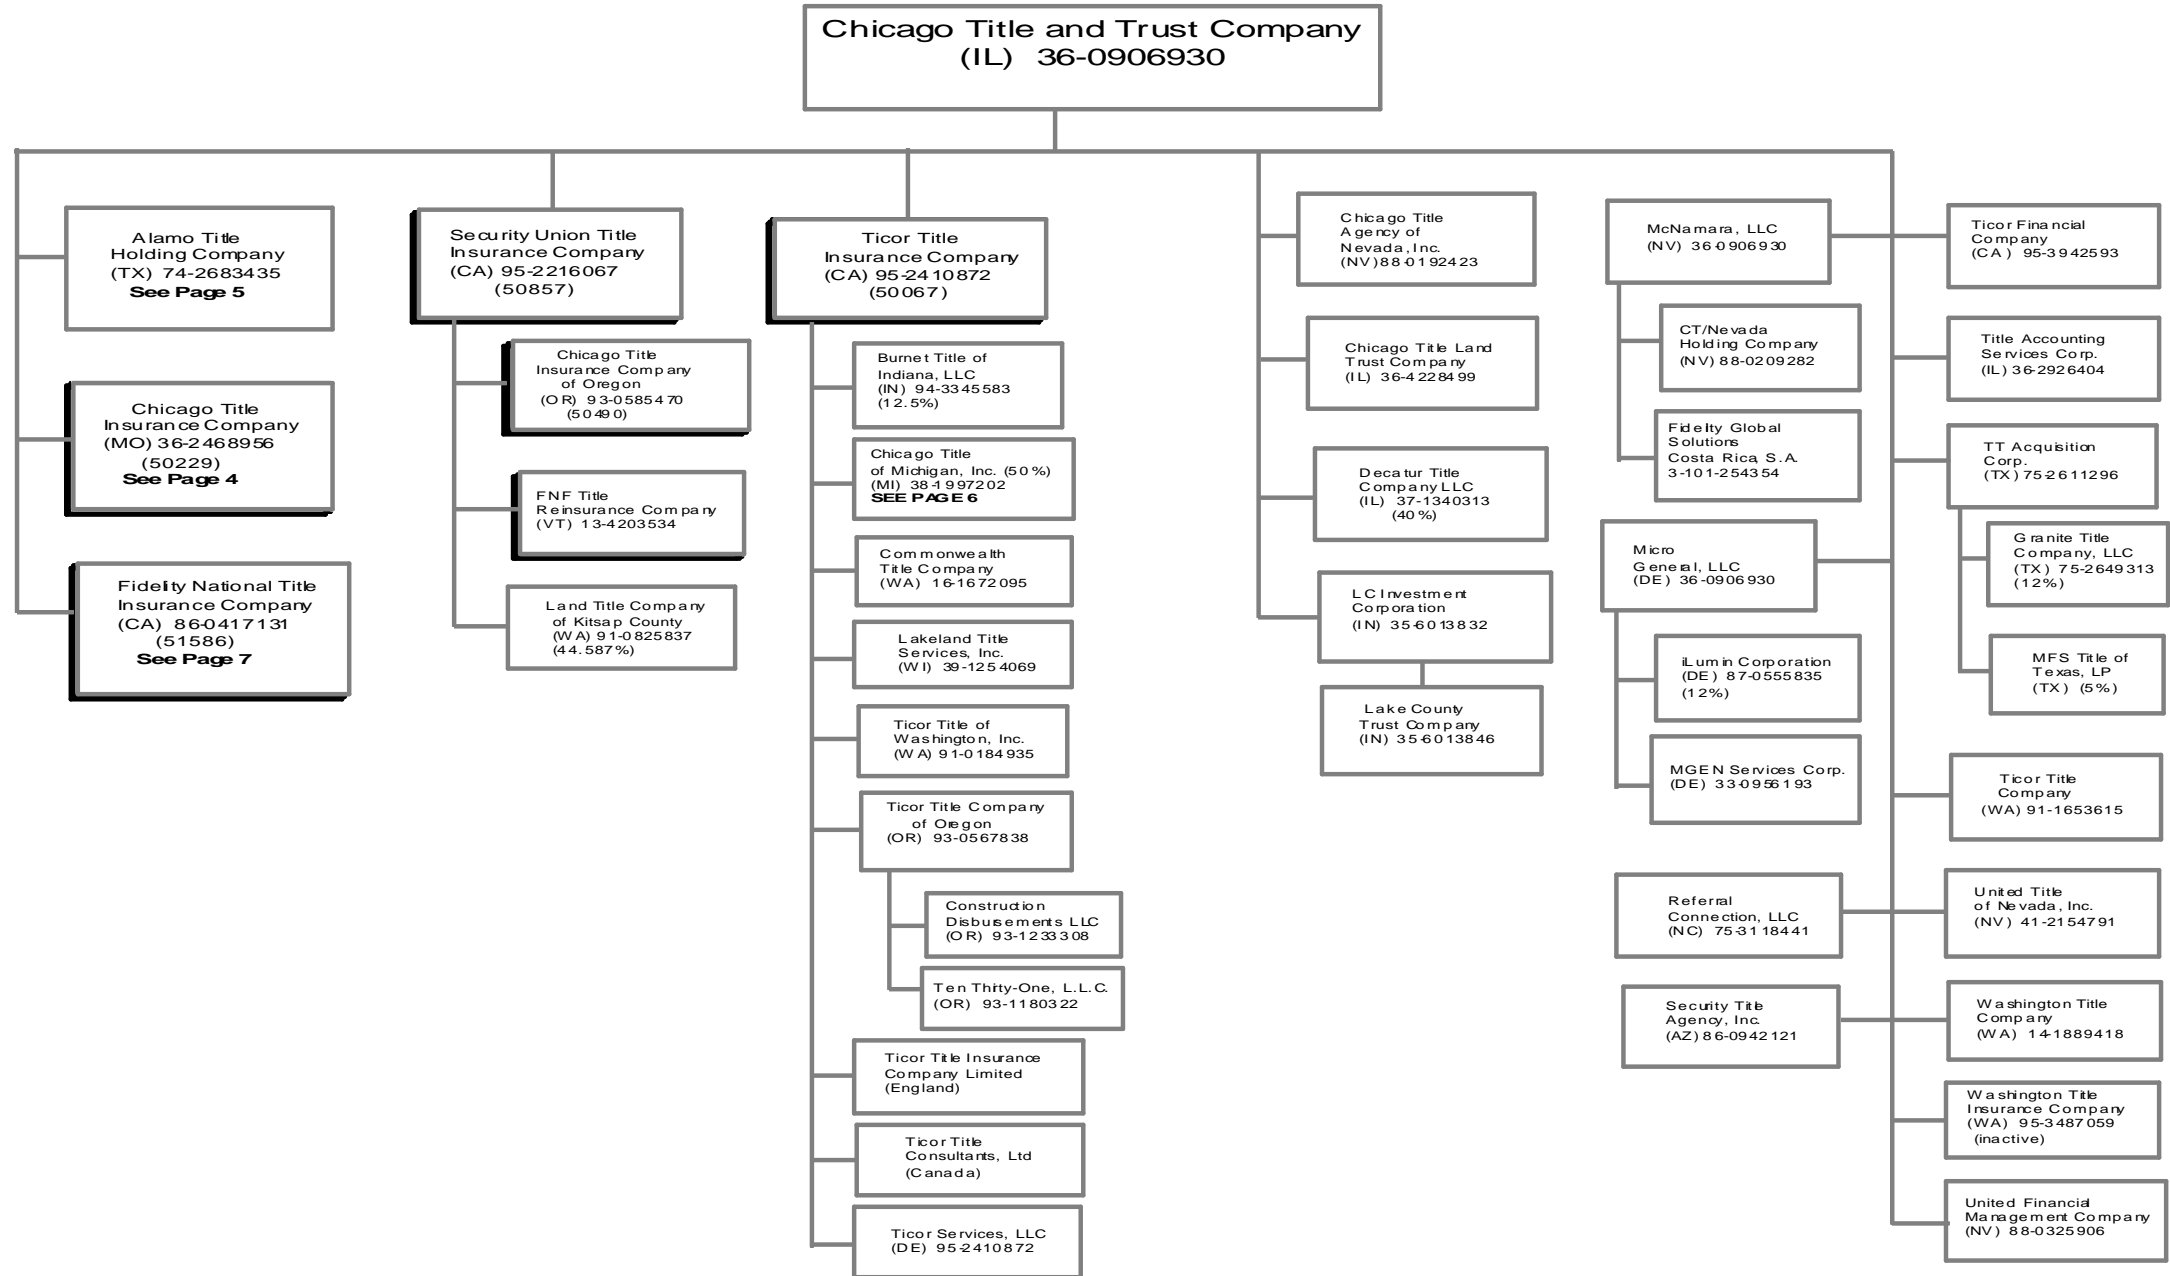 Chicago Title and Trust Company
(IL) 36-0906930
Alamo Title
Holding Company
(TX) 74-2683435
See Page 5
Chicago Title
Insurance Company
(MO) 36-2468956
(50229)
See Page 4
Fidelity National Title
Insurance Company
(CA) 86-0417131
(51586)
See Page 7
Security Union Title
Insurance Company
(CA) 95-2216067
(50857)
Chicago Title
Insurance Company
of Oregon
(OR) 93-0585470
(50490)
FNF Title
Reinsurance Company
(VT) 13-4203534
Land Title Company
of Kitsap County
(WA) 91-0825837
(44.587%)
Ticor Title
Insurance Company
(CA) 95-2410872
(50067)
Burnet Title of
Indiana, LLC
(IN) 94-3345583
(12.5%)
Chicago Title
of Michigan, Inc. (50%)
(MI) 38-1997202
SEE PAGE 6
Commonwealth
Title Company
(WA) 16-1672095
Lakeland Title
Services, Inc.
(WI) 39-1254069
Ticor Title of
Washington, Inc.
(WA) 91-0184935
Ticor Title Company
of Oregon
(OR) 93-0567838
Construction
Disbursements LLC
(OR) 93-1233308
Ten Thirty-One, L.L.C.
(OR) 93-1180322
Ticor Title Insurance
Company Limited
(England)
Ticor Title
Consultants, Ltd
(Canada)
Ticor Services, LLC
(DE) 95-2410872
Chicago Title
Agency of
Nevada, Inc.
(NV) 88-0192423
Chicago Title Land
Trust Company
(IL) 36-4228499
Decatur Title
Company LLC
(IL) 37-1340313
(40%)
LC Investment
Corporation
(IN) 35-6013832
Lake County
Trust Company
(IN) 35-6013846
McNamara, LLC
(NV) 36-0906930
CT/Nevada
Holding Company
(NV) 88-0209282
Fidelty Global
Solutions
Costa Rica, S.A.
3-101-254354
Micro
General, LLC
(DE) 36-0906930
iLumin Corporation
(DE) 87-0555835
(12%)
MGEN Services Corp.
(DE) 33-0956193
Referral
Connection, LLC
(NC) 75-3118441
Security Title
Agency, Inc.
(AZ) 86-0942121
Ticor Financial
Company
(CA) 95-3942593
Title Accounting
Services Corp.
(IL) 36-2926404
TT Acquisition
Corp.
(TX) 75-2611296
Granite Title
Company, LLC
(TX) 75-2649313
(12%)
MFS Title of
Texas, LP
(TX) (5%)
Ticor Title
Company
(WA) 91-1653615
United Title
of Nevada, Inc.
(NV) 41-2154791
Washington Title
Company
(WA) 14-1889418
Washington Title
Insurance Company
(WA) 95-3487059
(inactive)
United Financial
Management Company
(NV) 88-0325906